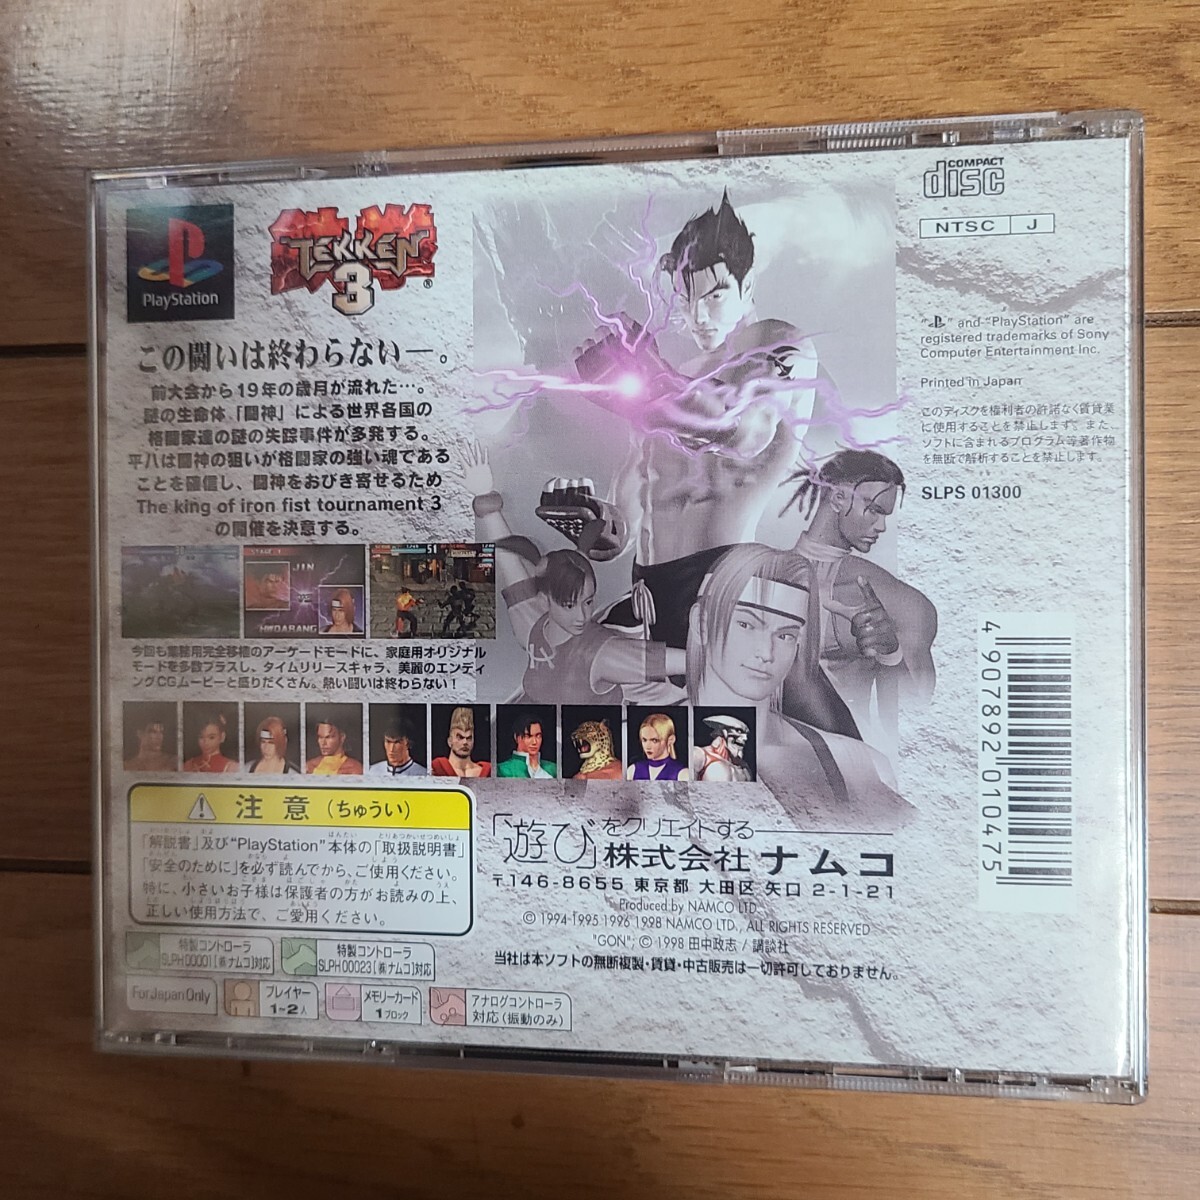 PlayStation
鉄拳
TEKKEN
3
®
この闘いは終わらない—。
前大会から19年の歳月が流れた…。
謎の生命体、「闘神」による世界各国の
格闘家達の謎の失踪事件が多発する。
平八は闘神の狙いが格闘家の強い魂である
ことを確信し、闘神をおびき寄せるため
The king of iron fist tournament 3
の開催を決意する。
JIN
HWOARANG
51
今回も業務用完全移植のアーケードモードに、家庭用オリジナル
モードを多数プラスし、タイムリリースキャラ、美麗のエンディ
ングCGムービーと盛りだくさん。熱い闘いは終わらない！
注意（ちゅうい）
「解説書」及び"PlayStation"本体の「取扱説明書」
「安全のために」を必ず読んでから、ご使用ください。
特に、小さいお子様は保護者の方がお読みの上、
正しい使用方法で、ご愛用ください。
特製コントローラ
SLPH 00001［㈱ナムコ］対応
特製コントローラ
SLPH 00023［㈱ナムコ］対応
For Japan Only
プレイヤー
1~2人
メモリーカード
1ブロック
アナログコントローラ
対応（振動のみ）
COMPACT
disc
NTSC J
"PS" and "PlayStation" are
registered trademarks of Sony
Computer Entertainment Inc.
Printed in Japan
このディスクを権利者の許諾なく賃貸業
に使用することを禁止します。また、
ソフトに含まれるプログラム等著作物
を無断で解析することを禁止します。
SLPS 01300
4 907892 010475
「遊び」をクリエイトする
株式会社ナムコ
〒146-8655 東京都 大田区 矢口 2-1-21
Produced by NAMCO LTD.
© 1994 1995 1996 1998 NAMCO LTD., ALL RIGHTS RESERVED
"GON"; © 1998 田中政志 / 講談社
当社は本ソフトの無断複製・賃貸・中古販売は一切許可しておりません。